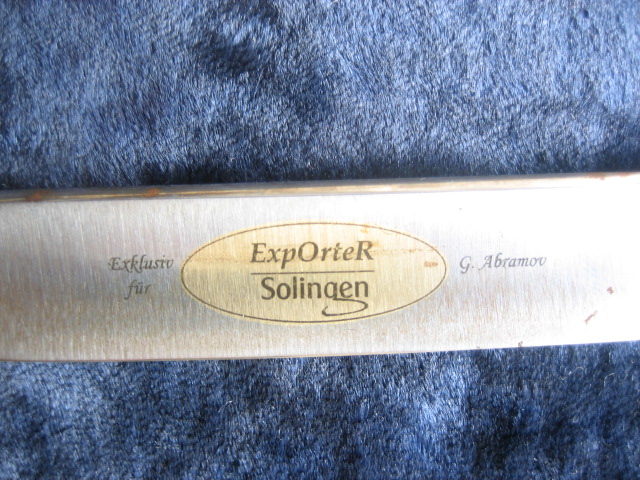 Exklusiv
für
ExpOrteR
Solingen
G. Abramov